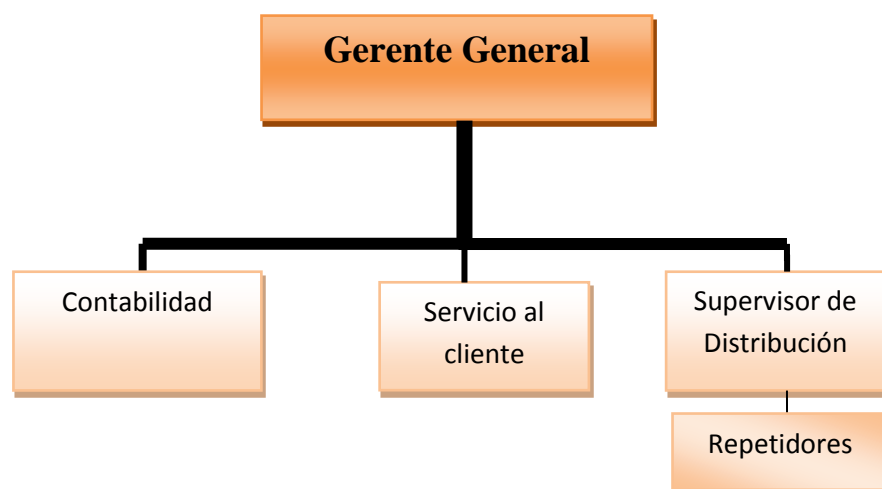 Gerente General
Contabilidad
Servicio al
cliente
Supervisor de
Distribución
Repetidores